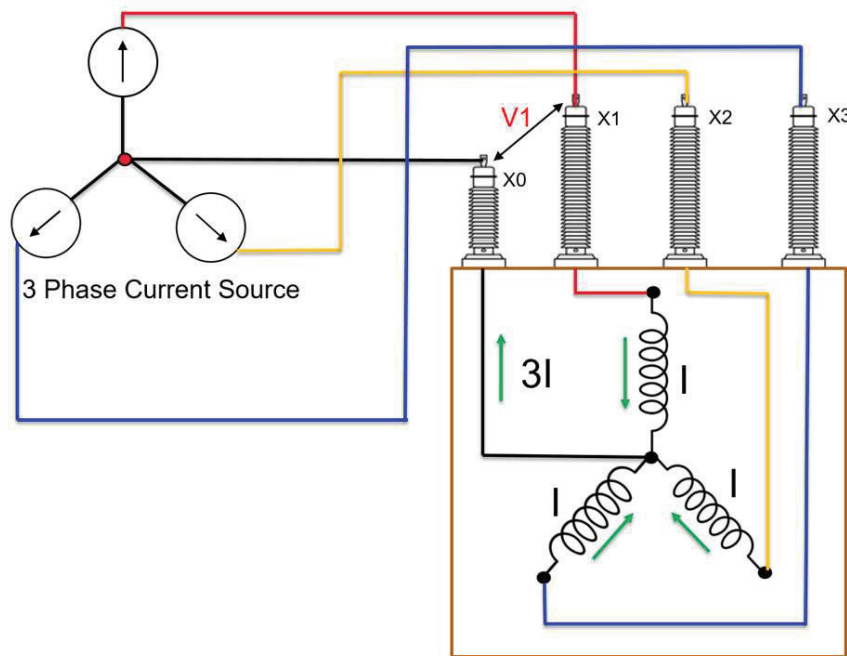 V1
X1
X2
X3
X0
3 Phase Current Source
3I
I
I
I